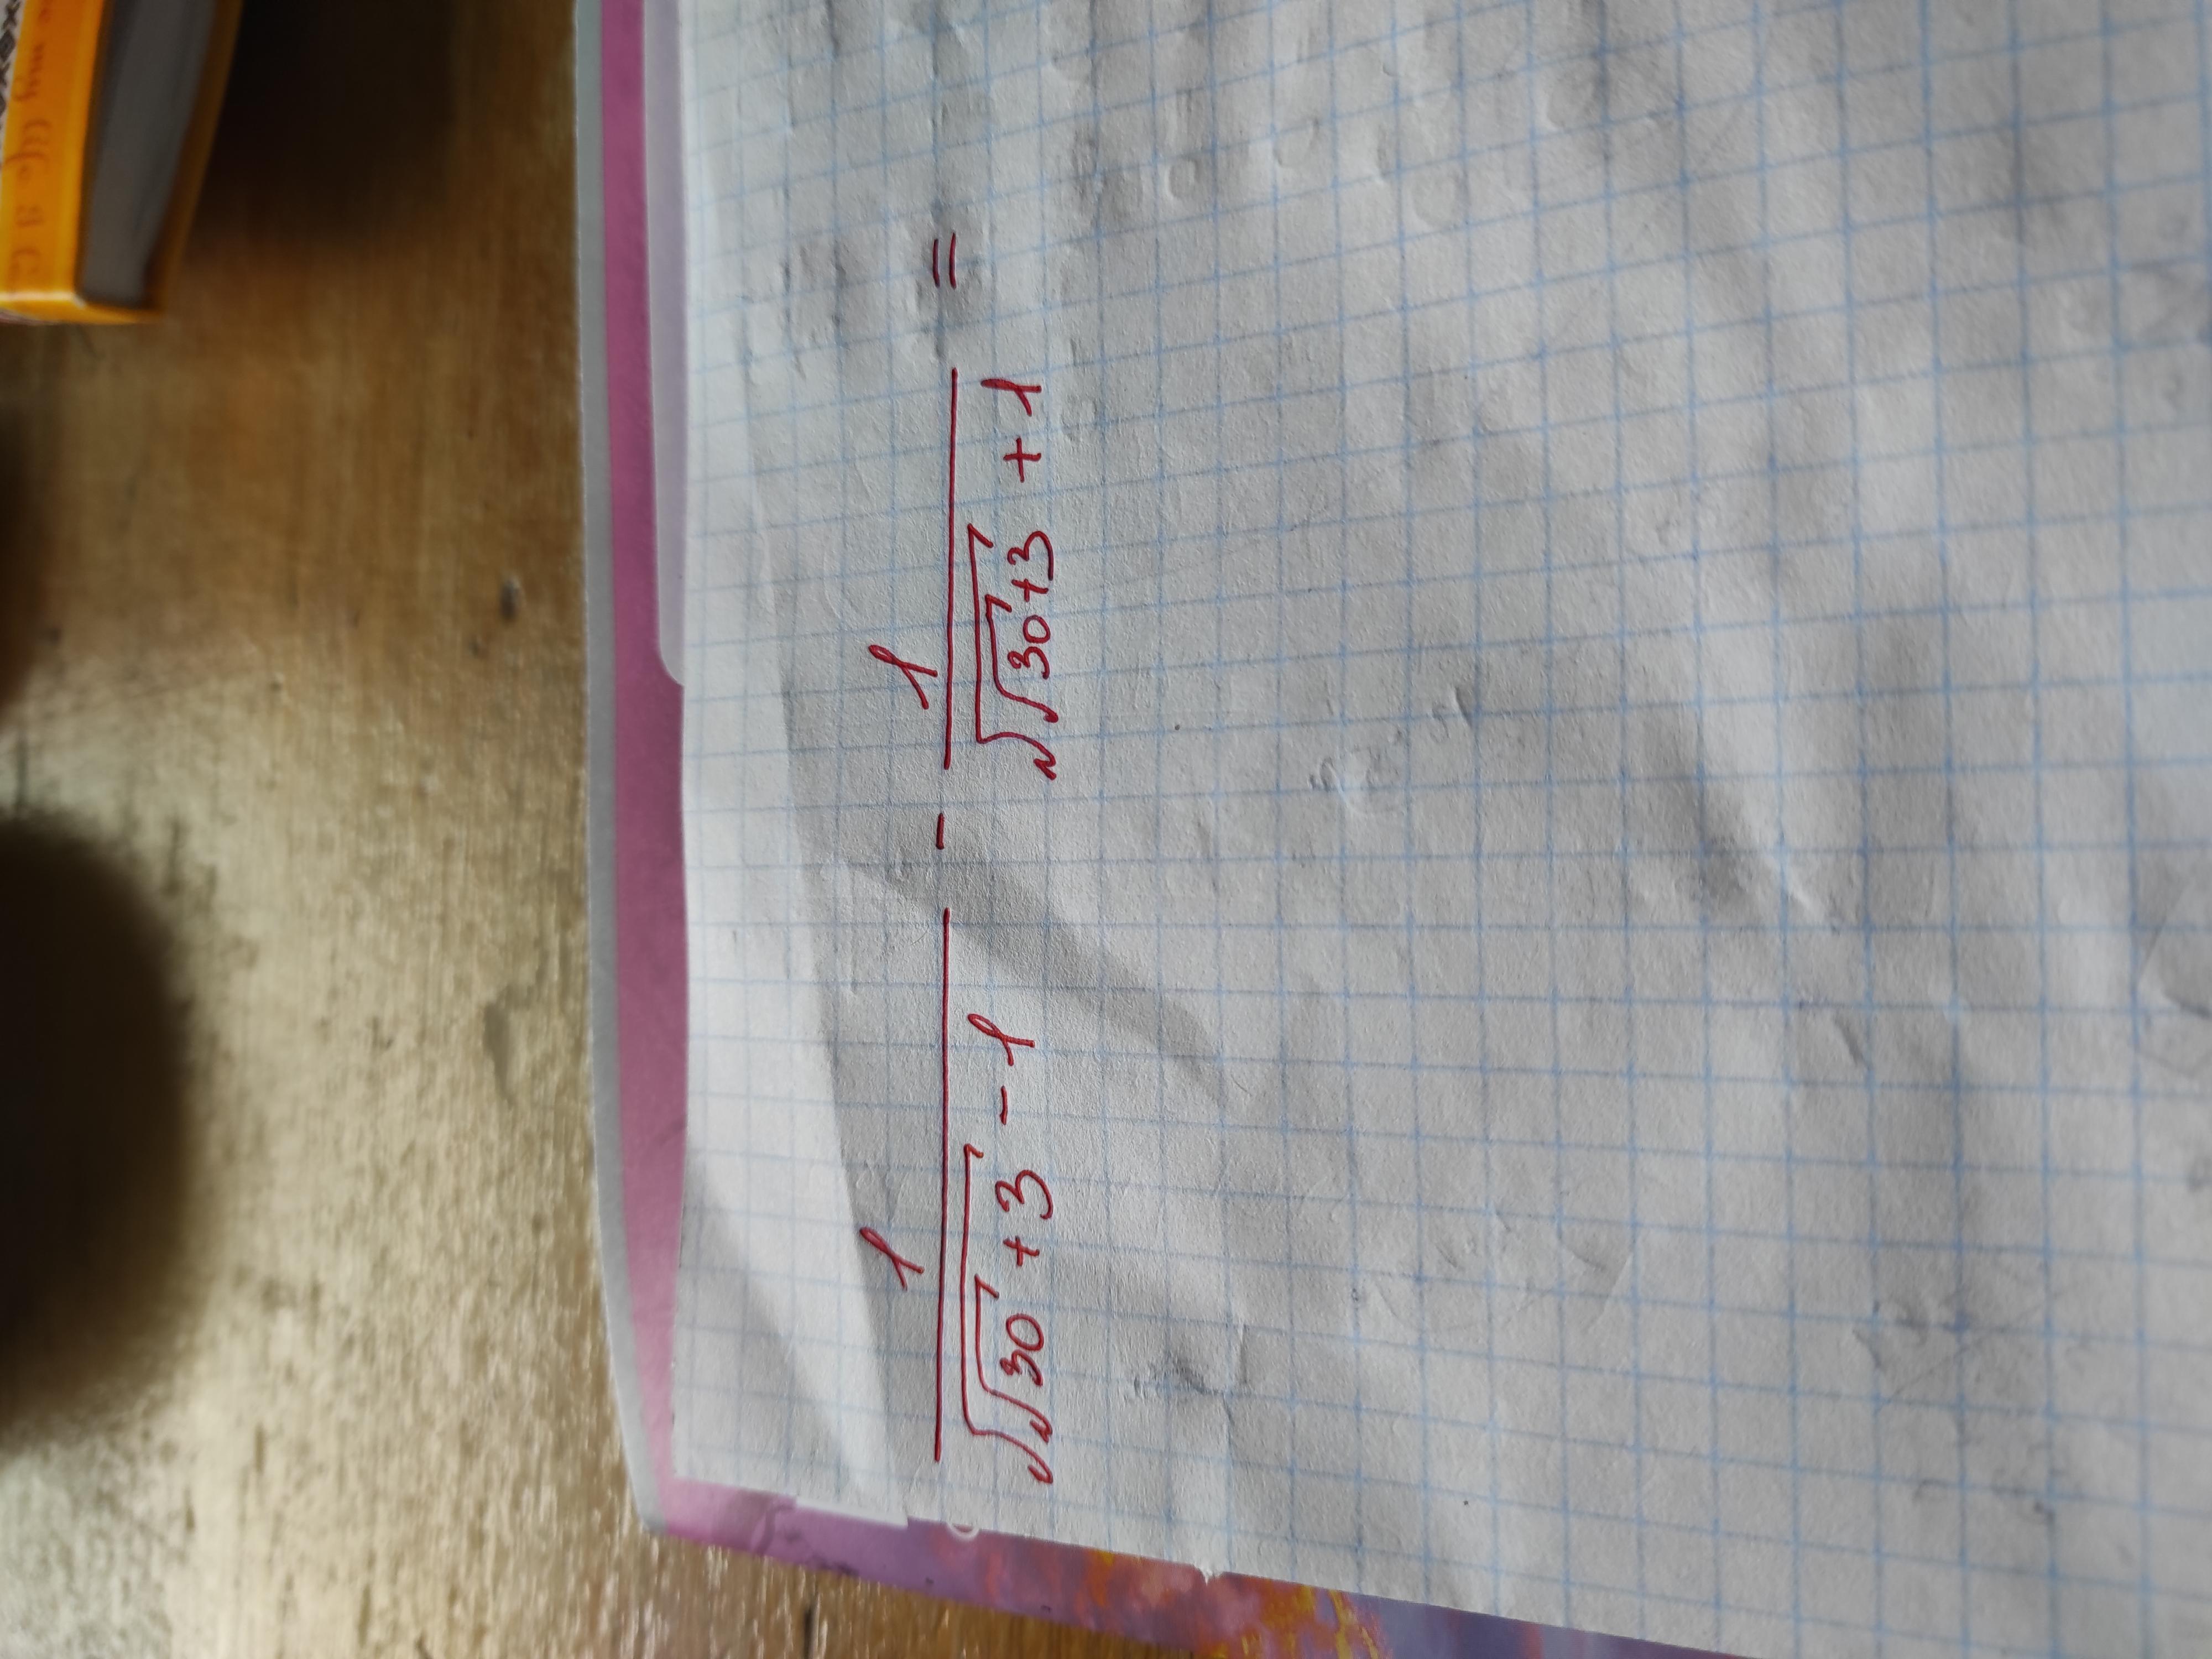 1/(√(√30 + 3) - 1) - 1/(√(√30 + 3) + 1) =